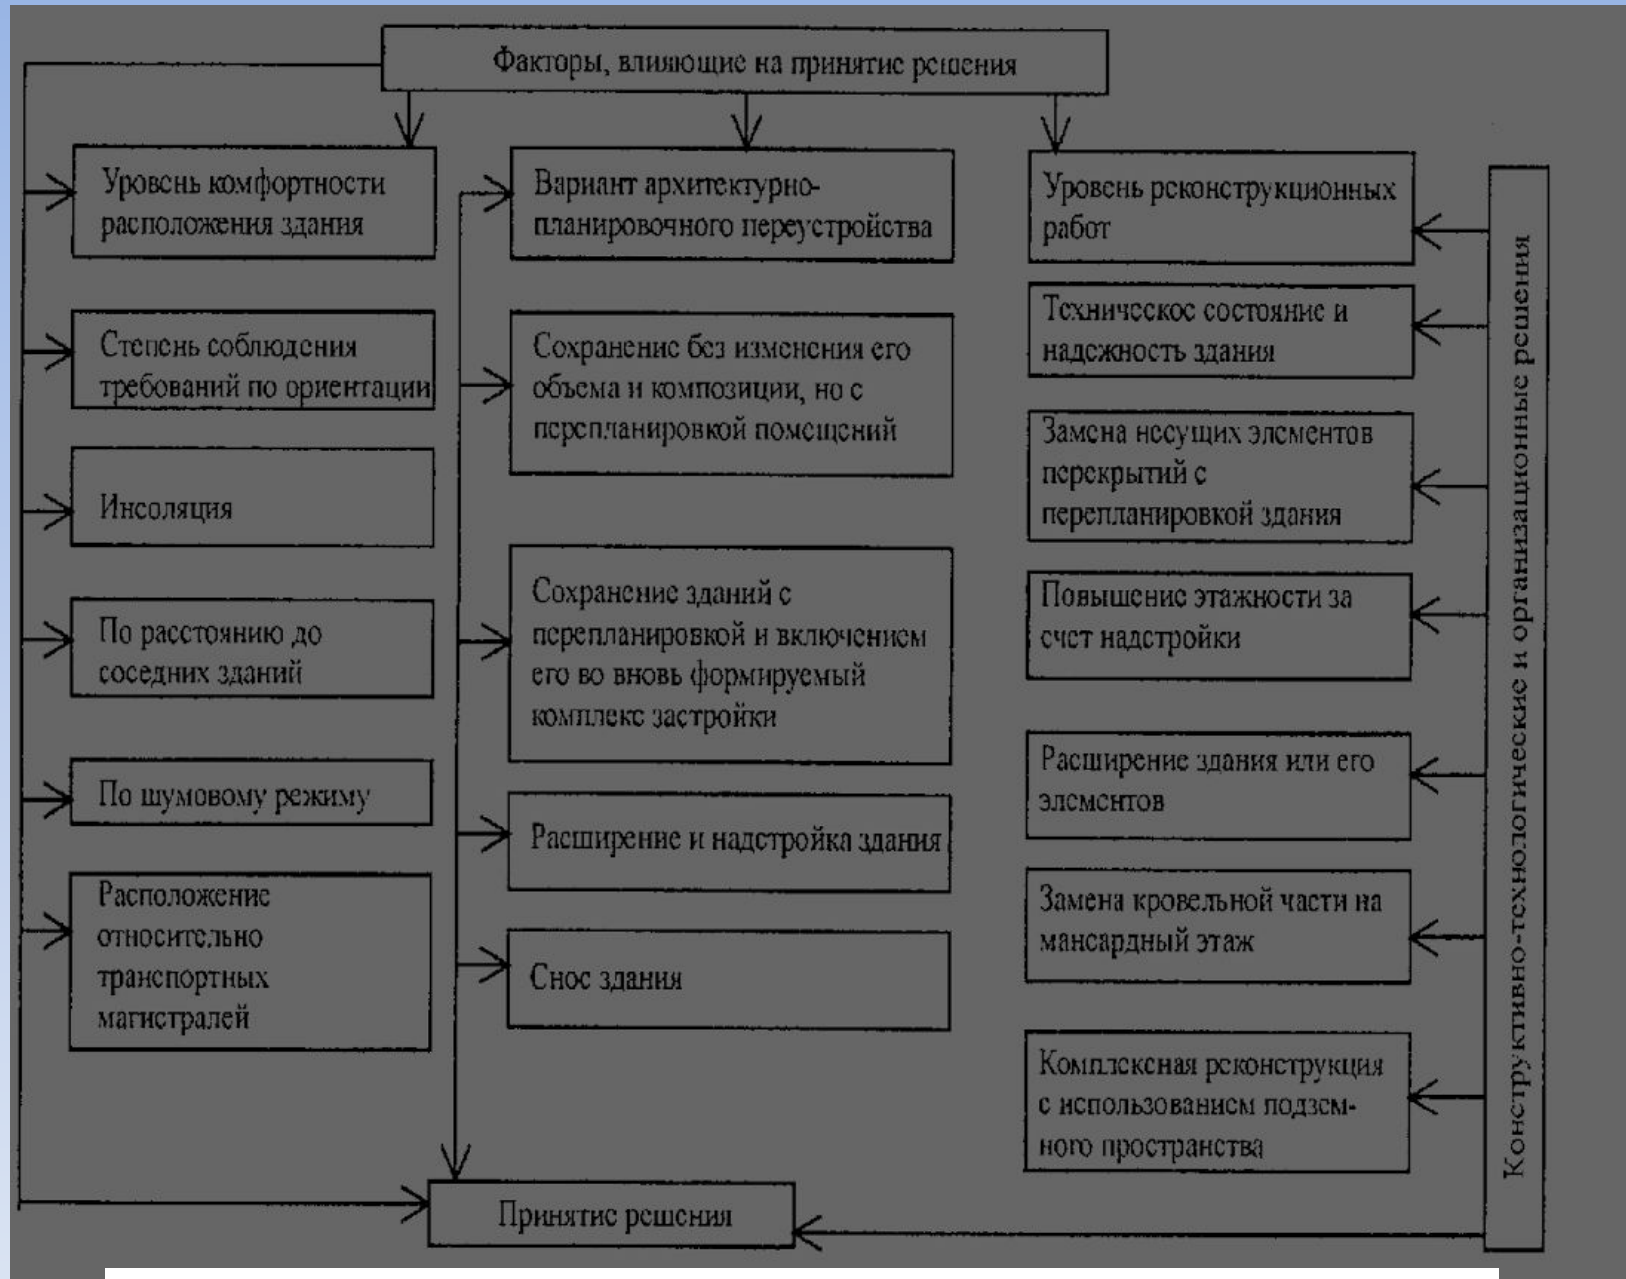 Факторы, влияющие на принятие решения
Уровень комфортности
расположения здания
Степень соблюдения
требований по ориентации
Инсоляция
По расстоянию до
соседних зданий
По шумовому режиму
Расположение
относительно
транспортных
магистралей
Вариант архитектурно-
планировочного переустройства
Сохранение без изменения его
объема и композиции, но с
перепланировкой помещений
Сохранение зданий с
перепланировкой и включением
его во вновь формируемый
комплекс застройки
Расширение и надстройка здания
Снос здания
Уровень реконструкционных
работ
Техническое состояние и
надежность здания
Замена несущих элементов
перекрытий с
перепланировкой здания
Повышение этажности за
счет надстройки
Расширение здания или его
элементов
Замена кровельной части на
мансардный этаж
Комплексная реконструкция
с использованием подзем-
ного пространства
Конструктивно-технологические и организационные решения
Принятие решения